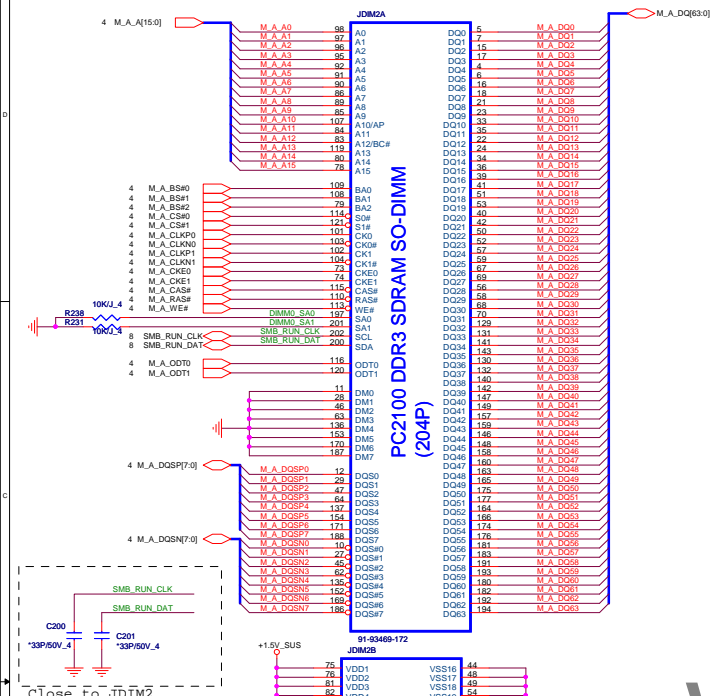 JDIM2A
4 M_A_A[15:0]
M_A_DQ[63:0]
M_A_A0 98 A0 DQ0 5 M_A_DQ0
M_A_A1 97 A1 DQ1 7 M_A_DQ1
M_A_A2 96 A2 DQ2 15 M_A_DQ2
M_A_A3 95 A3 DQ3 17 M_A_DQ3
M_A_A4 92 A4 DQ4 4 M_A_DQ4
M_A_A5 91 A5 DQ5 6 M_A_DQ5
M_A_A6 90 A6 DQ6 16 M_A_DQ6
M_A_A7 86 A7 DQ7 18 M_A_DQ7
M_A_A8 89 A8 DQ8 21 M_A_DQ8
M_A_A9 85 A9 DQ9 23 M_A_DQ9
M_A_A10 107 A10/AP DQ10 33 M_A_DQ10
M_A_A11 84 A11 DQ11 35 M_A_DQ11
M_A_A12 83 A12/BC# DQ12 22 M_A_DQ12
M_A_A13 119 A13 DQ13 24 M_A_DQ13
M_A_A14 80 A14 DQ14 34 M_A_DQ14
M_A_A15 78 A15 DQ15 36 M_A_DQ15
DQ16 39 M_A_DQ16
4 M_A_BS#0 109 BA0 DQ17 41 M_A_DQ17
4 M_A_BS#1 108 BA1 DQ18 51 M_A_DQ18
4 M_A_BS#2 79 BA2 DQ19 53 M_A_DQ19
4 M_A_CS#0 114 S0# DQ20 40 M_A_DQ20
4 M_A_CS#1 121 S1# DQ21 42 M_A_DQ21
4 M_A_CLKP0 101 CK0 DQ22 50 M_A_DQ22
4 M_A_CLKN0 103 CK0# DQ23 52 M_A_DQ23
4 M_A_CLKP1 102 CK1 DQ24 57 M_A_DQ24
4 M_A_CLKN1 104 CK1# DQ25 59 M_A_DQ25
4 M_A_CKE0 73 CKE0 DQ26 67 M_A_DQ26
4 M_A_CKE1 74 CKE1 DQ27 69 M_A_DQ27
4 M_A_CAS# 115 CAS# DQ28 56 M_A_DQ28
4 M_A_RAS# 110 RAS# DQ29 58 M_A_DQ29
4 M_A_WE# 113 WE# DQ30 68 M_A_DQ30
R238 10K/J_4 DIMM0_SA0 197 SA0 DQ31 70 M_A_DQ31
R231 10K/J_4 DIMM0_SA1 201 SA1 DQ32 129 M_A_DQ32
8 SMB_RUN_CLK SMB_RUN_CLK 202 SCL DQ33 131 M_A_DQ33
8 SMB_RUN_DAT SMB_RUN_DAT 200 SDA DQ34 141 M_A_DQ34
DQ35 143 M_A_DQ35
4 M_A_ODT0 116 ODT0 DQ36 130 M_A_DQ36
4 M_A_ODT1 120 ODT1 DQ37 132 M_A_DQ37
DQ38 140 M_A_DQ38
11 DM0 DQ39 142 M_A_DQ39
28 DM1 DQ40 147 M_A_DQ40
46 DM2 DQ41 149 M_A_DQ41
63 DM3 DQ42 157 M_A_DQ42
136 DM4 DQ43 159 M_A_DQ43
153 DM5 DQ44 146 M_A_DQ44
170 DM6 DQ45 148 M_A_DQ45
187 DM7 DQ46 158 M_A_DQ46
DQ47 160 M_A_DQ47
4 M_A_DQSP[7:0]
M_A_DQSP0 12 DQS0 DQ48 163 M_A_DQ48
M_A_DQSP1 29 DQS1 DQ49 165 M_A_DQ49
M_A_DQSP2 47 DQS2 DQ50 175 M_A_DQ50
M_A_DQSP3 64 DQS3 DQ51 177 M_A_DQ51
M_A_DQSP4 137 DQS4 DQ52 164 M_A_DQ52
M_A_DQSP5 154 DQS5 DQ53 166 M_A_DQ53
M_A_DQSP6 171 DQS6 DQ54 174 M_A_DQ54
M_A_DQSP7 188 DQS7 DQ55 176 M_A_DQ55
4 M_A_DQSN[7:0]
M_A_DQSN0 10 DQS#0 DQ56 181 M_A_DQ56
M_A_DQSN1 27 DQS#1 DQ57 183 M_A_DQ57
M_A_DQSN2 45 DQS#2 DQ58 191 M_A_DQ58
M_A_DQSN3 62 DQS#3 DQ59 193 M_A_DQ59
M_A_DQSN4 135 DQS#4 DQ60 180 M_A_DQ60
M_A_DQSN5 152 DQS#5 DQ61 182 M_A_DQ61
M_A_DQSN6 169 DQS#6 DQ62 192 M_A_DQ62
M_A_DQSN7 186 DQS#7 DQ63 194 M_A_DQ63
PC2100 DDR3 SDRAM SO-DIMM
(204P)
D
C
SMB_RUN_CLK
SMB_RUN_DAT
C200
*33P/50V_4
C201
*33P/50V_4
Close to JDIM2
91-93469-172
+1.5V_SUS
JDIM2B
75 VDD1 VSS16 44
76 VDD2 VSS17 48
81 VDD3 VSS18 49
82 54